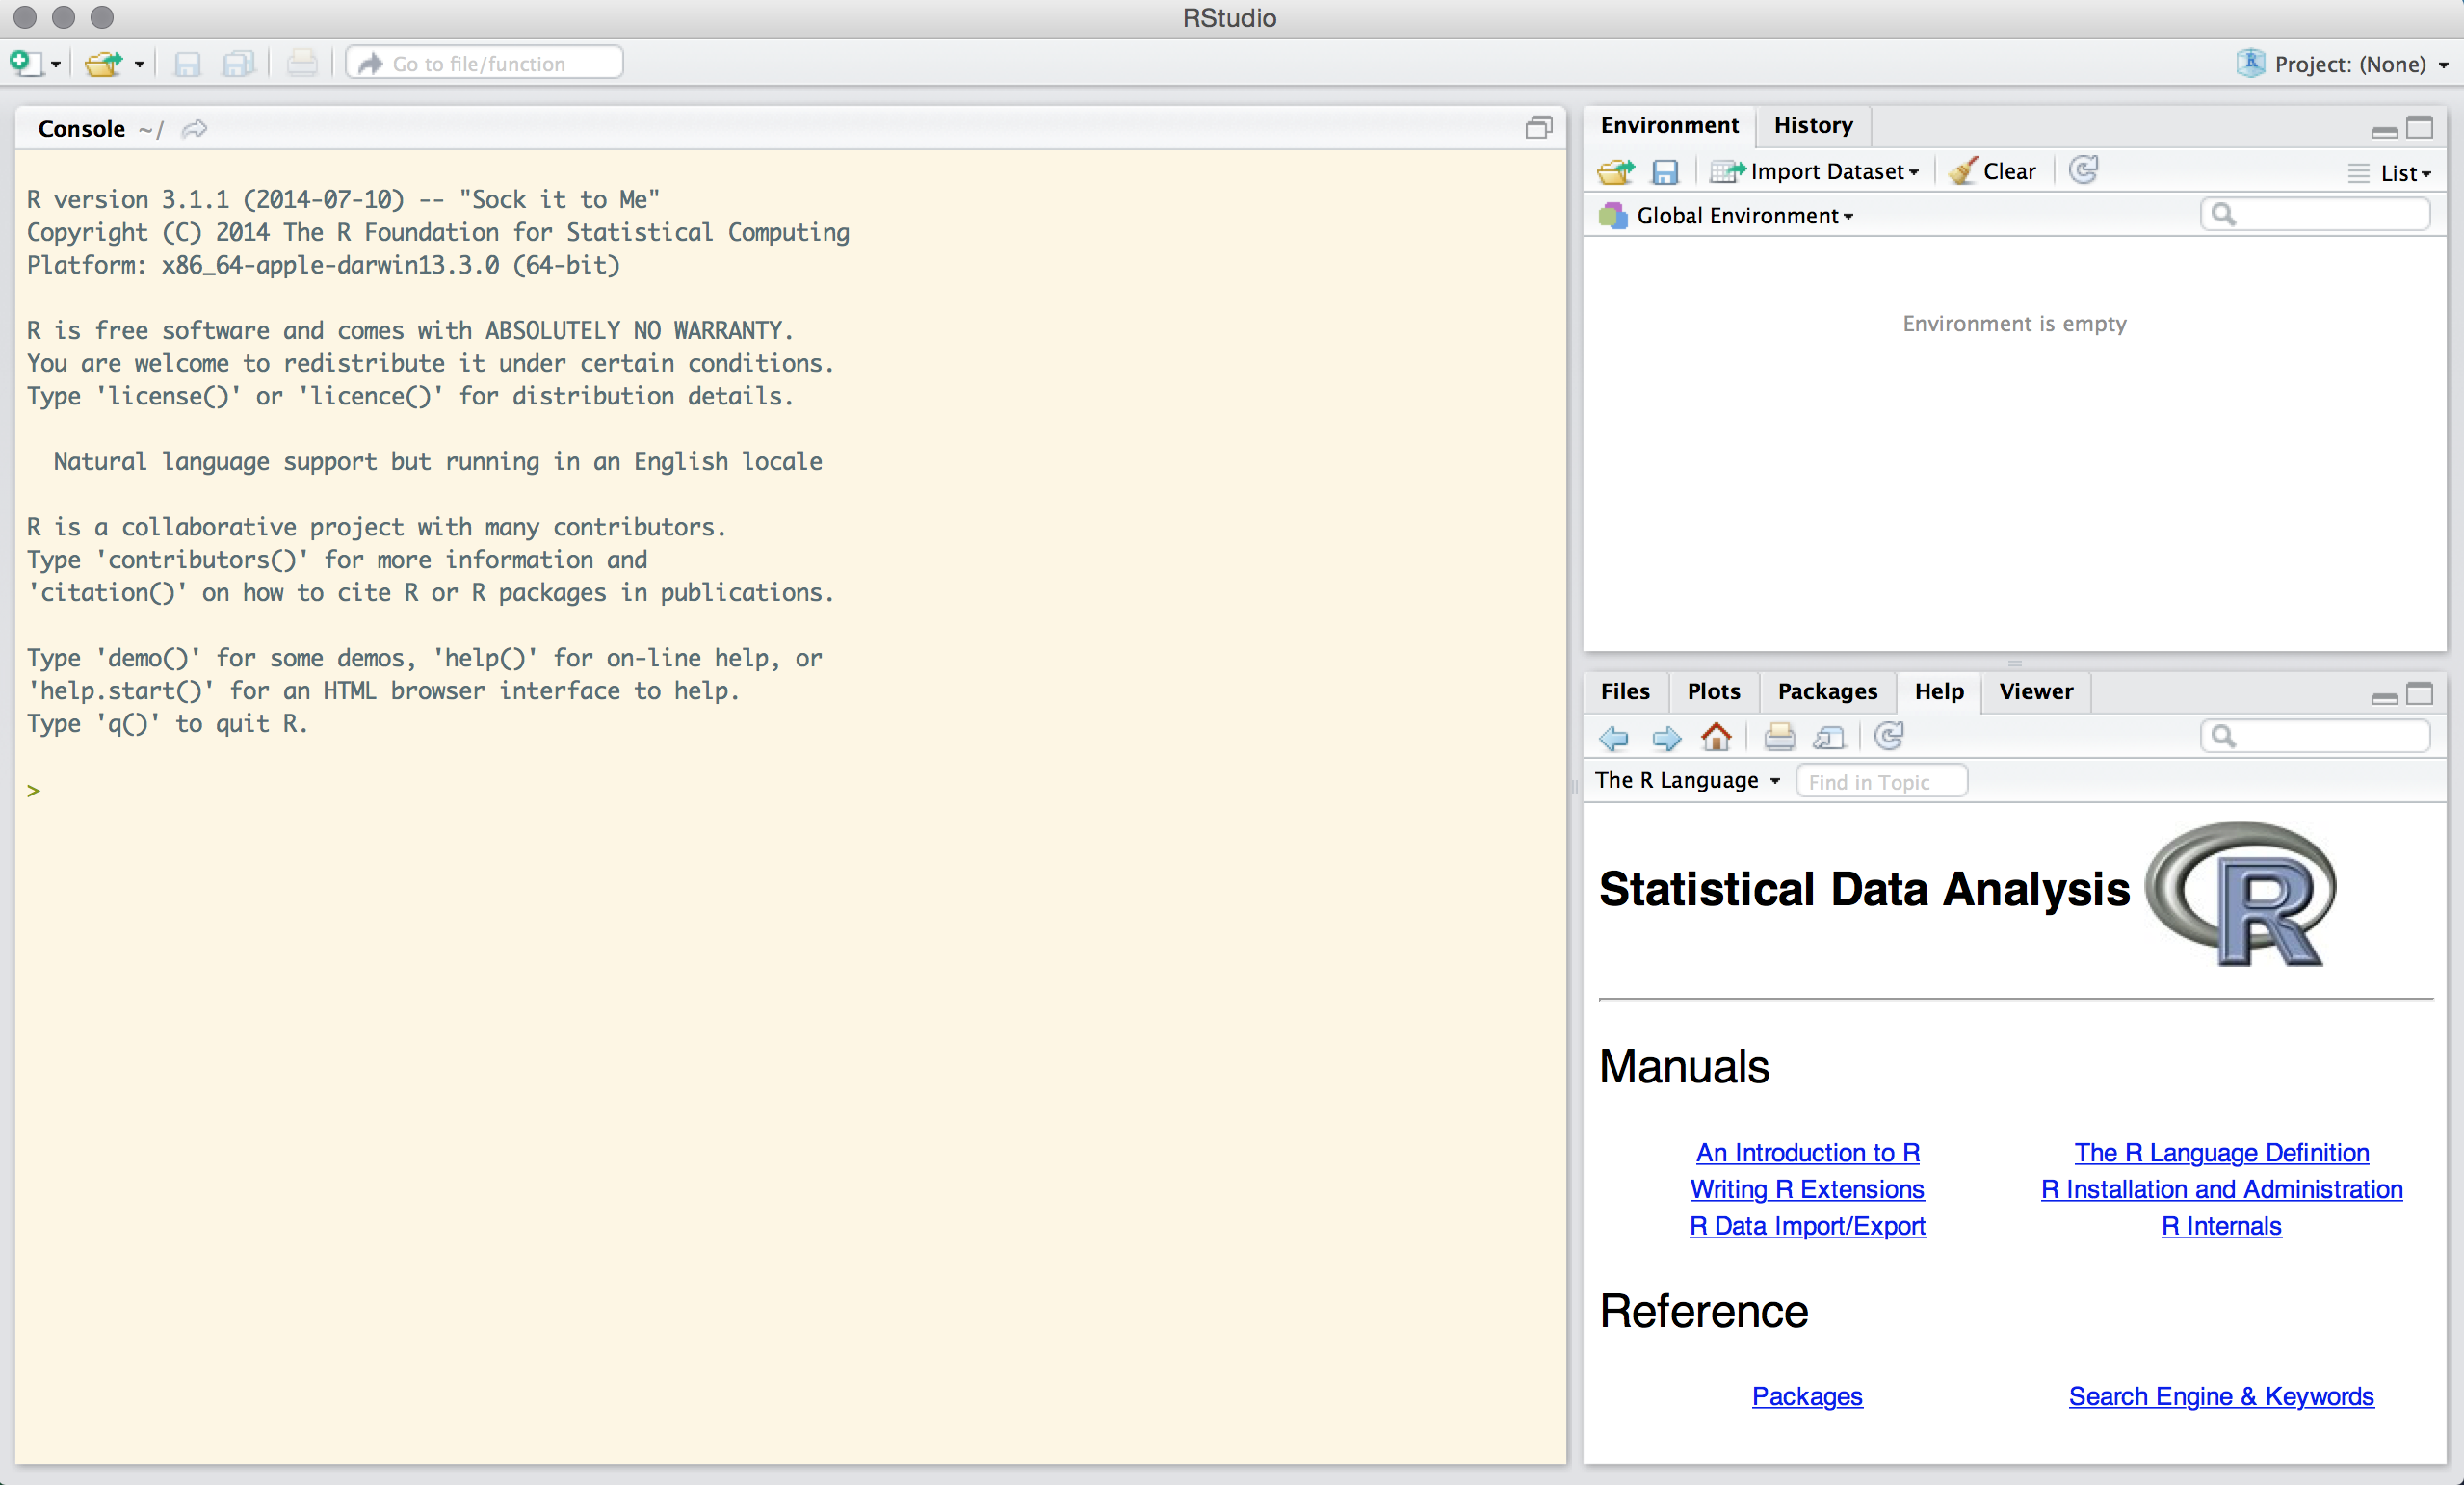 RStudio
Go to file/function
Project: (None)
Console ~/
R version 3.1.1 (2014-07-10) -- "Sock it to Me"
Copyright (C) 2014 The R Foundation for Statistical Computing
Platform: x86_64-apple-darwin13.3.0 (64-bit)
R is free software and comes with ABSOLUTELY NO WARRANTY.
You are welcome to redistribute it under certain conditions.
Type 'license()' or 'licence()' for distribution details.
Natural language support but running in an English locale
R is a collaborative project with many contributors.
Type 'contributors()' for more information and
'citation()' on how to cite R or R packages in publications.
Type 'demo()' for some demos, 'help()' for on-line help, or
'help.start()' for an HTML browser interface to help.
Type 'q()' to quit R.
>
Environment History
Import Dataset Clear List
Global Environment
Environment is empty
Files Plots Packages Help Viewer
The R Language Find in Topic
Statistical Data Analysis R
Manuals
An Introduction to R The R Language Definition
Writing R Extensions R Installation and Administration
R Data Import/Export R Internals
Reference
Packages Search Engine & Keywords